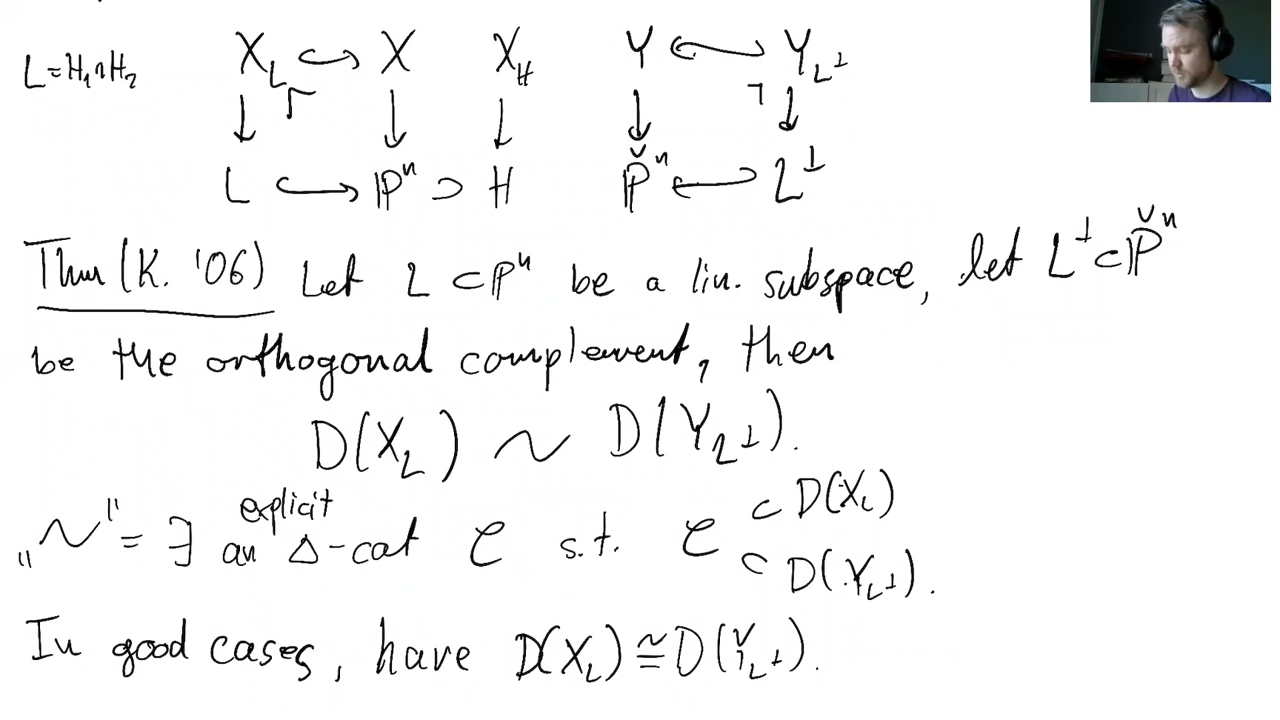 L=H₁∩H₂ X_L ↪ X X_H Y ↩ Y_{L^⊥}
↓ ↓ ↓ ↓ ↓
L ↪ ℙⁿ ⊃ H ℙ̌ⁿ ↩ L^⊥
Thm (K. '06) Let L ⊂ ℙⁿ be a lin. subspace, let L^⊥ ⊂ ℙ̌ⁿ
be the orthogonal complement, then
D(X_L) ∼ D(Y_{L^⊥}).
„∼" = ∃ an explicit Δ-cat 𝒞 s.t. 𝒞 ⊂ D(X_L)
⊂ D(Y_{L^⊥}).
In good cases, have D(X_L) ≅ D(Y_{L^⊥}).